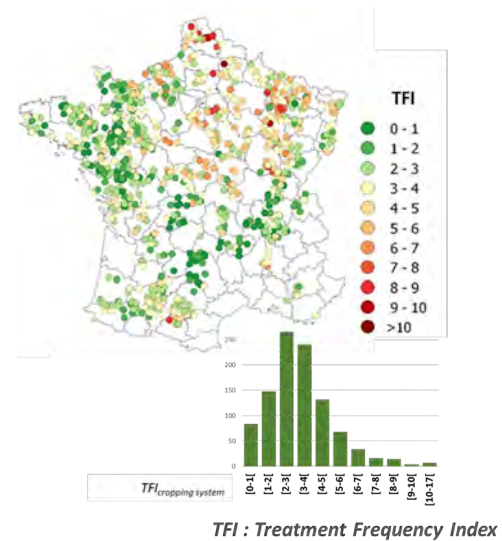 TFI
0 - 1
1 - 2
2 - 3
3 - 4
4 - 5
5 - 6
6 - 7
7 - 8
8 - 9
9 - 10
>10
250
200
150
100
50
0
[0-1[
[1-2[
[2-3[
[3-4[
[4-5[
[5-6[
[6-7[
[7-8[
[8-9[
[9-10[
[10-17[
TFIcropping system
TFI : Treatment Frequency Index